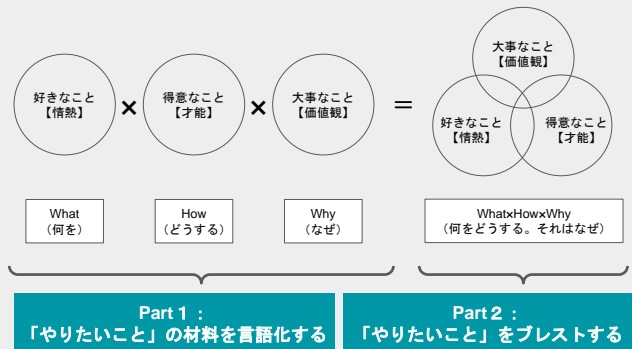 好きなこと
【情熱】
×
得意なこと
【才能】
×
大事なこと
【価値観】
=
大事なこと
【価値観】
好きなこと
【情熱】
得意なこと
【才能】
What
（何を）
How
（どうする）
Why
（なぜ）
What×How×Why
（何をどうする。それはなぜ）
Part１：
「やりたいこと」の材料を言語化する
Part２：
「やりたいこと」をブレストする